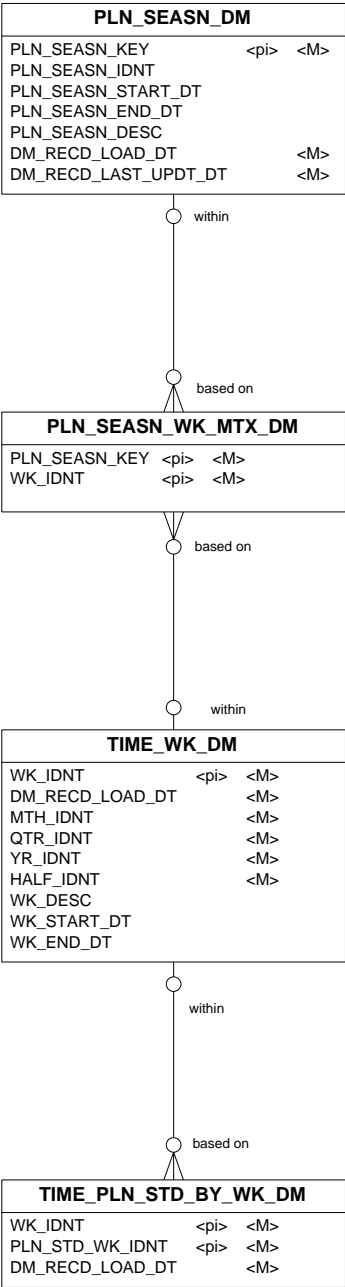 PLN_SEASN_DM
PLN_SEASN_KEY <pi> <M>
PLN_SEASN_IDNT
PLN_SEASN_START_DT
PLN_SEASN_END_DT
PLN_SEASN_DESC
DM_RECD_LOAD_DT <M>
DM_RECD_LAST_UPDT_DT <M>
within
based on
PLN_SEASN_WK_MTX_DM
PLN_SEASN_KEY <pi> <M>
WK_IDNT <pi> <M>
based on
within
TIME_WK_DM
WK_IDNT <pi> <M>
DM_RECD_LOAD_DT <M>
MTH_IDNT <M>
QTR_IDNT <M>
YR_IDNT <M>
HALF_IDNT <M>
WK_DESC
WK_START_DT
WK_END_DT
within
based on
TIME_PLN_STD_BY_WK_DM
WK_IDNT <pi> <M>
PLN_STD_WK_IDNT <pi> <M>
DM_RECD_LOAD_DT <M>